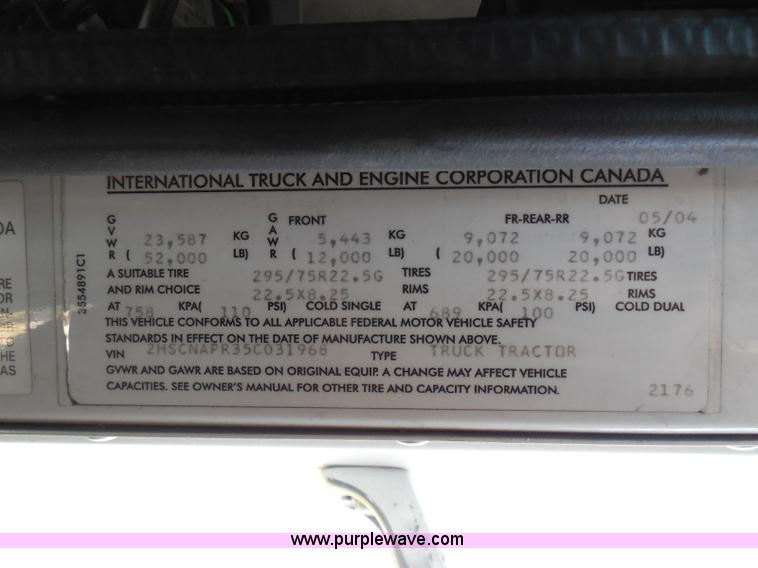 INTERNATIONAL TRUCK AND ENGINE CORPORATION CANADA
DATE
05/04
GVWR 23,587 KG GAWR FRONT 5,443 KG FR-REAR-RR 9,072 9,072 KG
( 52,000 LB) ( 12,000 LB) ( 20,000 20,000 LB)
A SUITABLE TIRE 295/75R22.5G TIRES 295/75R22.5G TIRES
AND RIM CHOICE 22.5X8.25 RIMS 22.5X8.25 RIMS
AT 758 KPA( 110 PSI) COLD SINGLE AT 689 KPA( 100 PSI) COLD DUAL
THIS VEHICLE CONFORMS TO ALL APPLICABLE FEDERAL MOTOR VEHICLE SAFETY
STANDARDS IN EFFECT ON THE DATE OF MANUFACTURE SHOWN ABOVE.
VIN 2HSCNAPR35C031968 TYPE TRUCK TRACTOR
GVWR AND GAWR ARE BASED ON ORIGINAL EQUIP. A CHANGE MAY AFFECT VEHICLE
CAPACITIES. SEE OWNER'S MANUAL FOR OTHER TIRE AND CAPACITY INFORMATION.
2176
3554891C1
www.purplewave.com